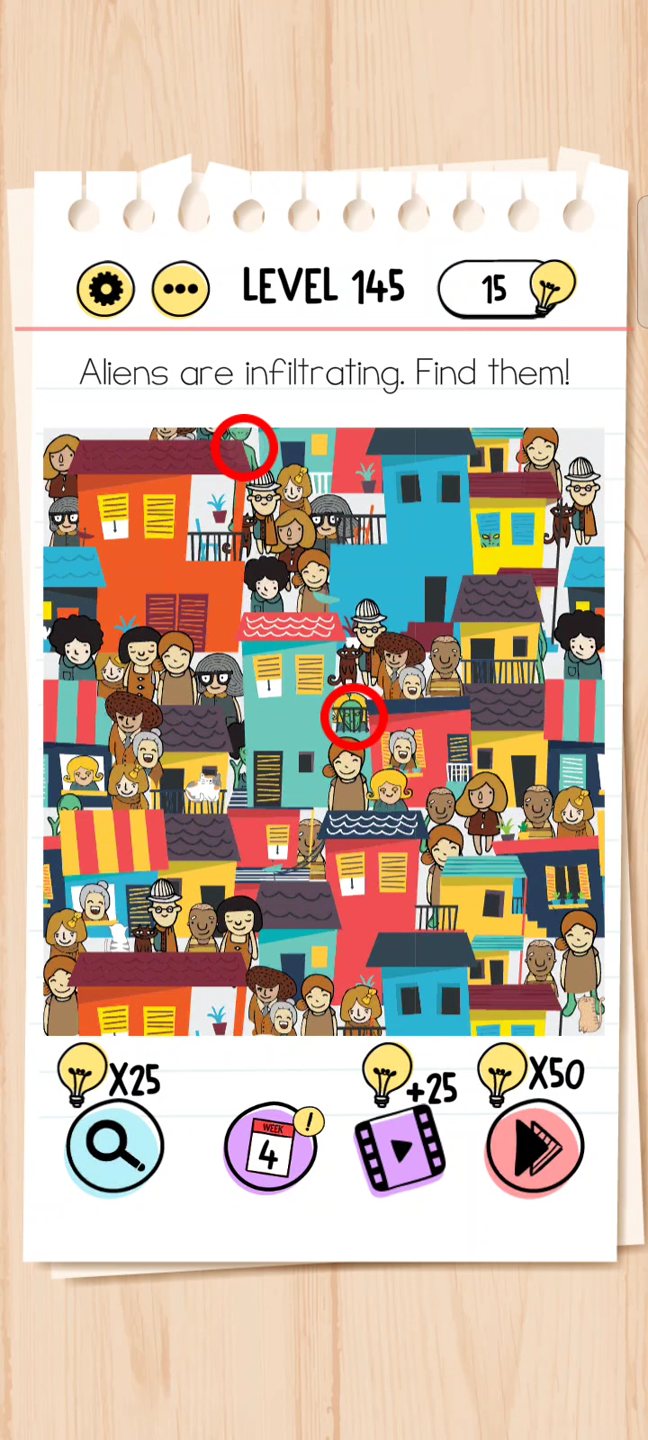 LEVEL 145
15
Aliens are infiltrating. Find them!
X25
+25
X50
WEEK
4
!